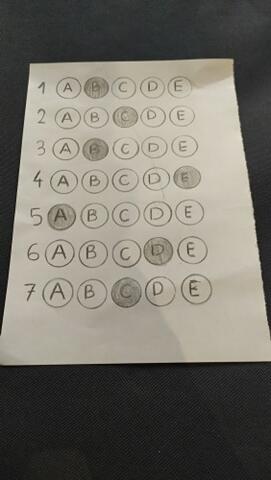 1 A B C D E
2 A B C D E
3 A B C D E
4 A B C D E
5 A B C D E
6 A B C D E
7 A B C D E